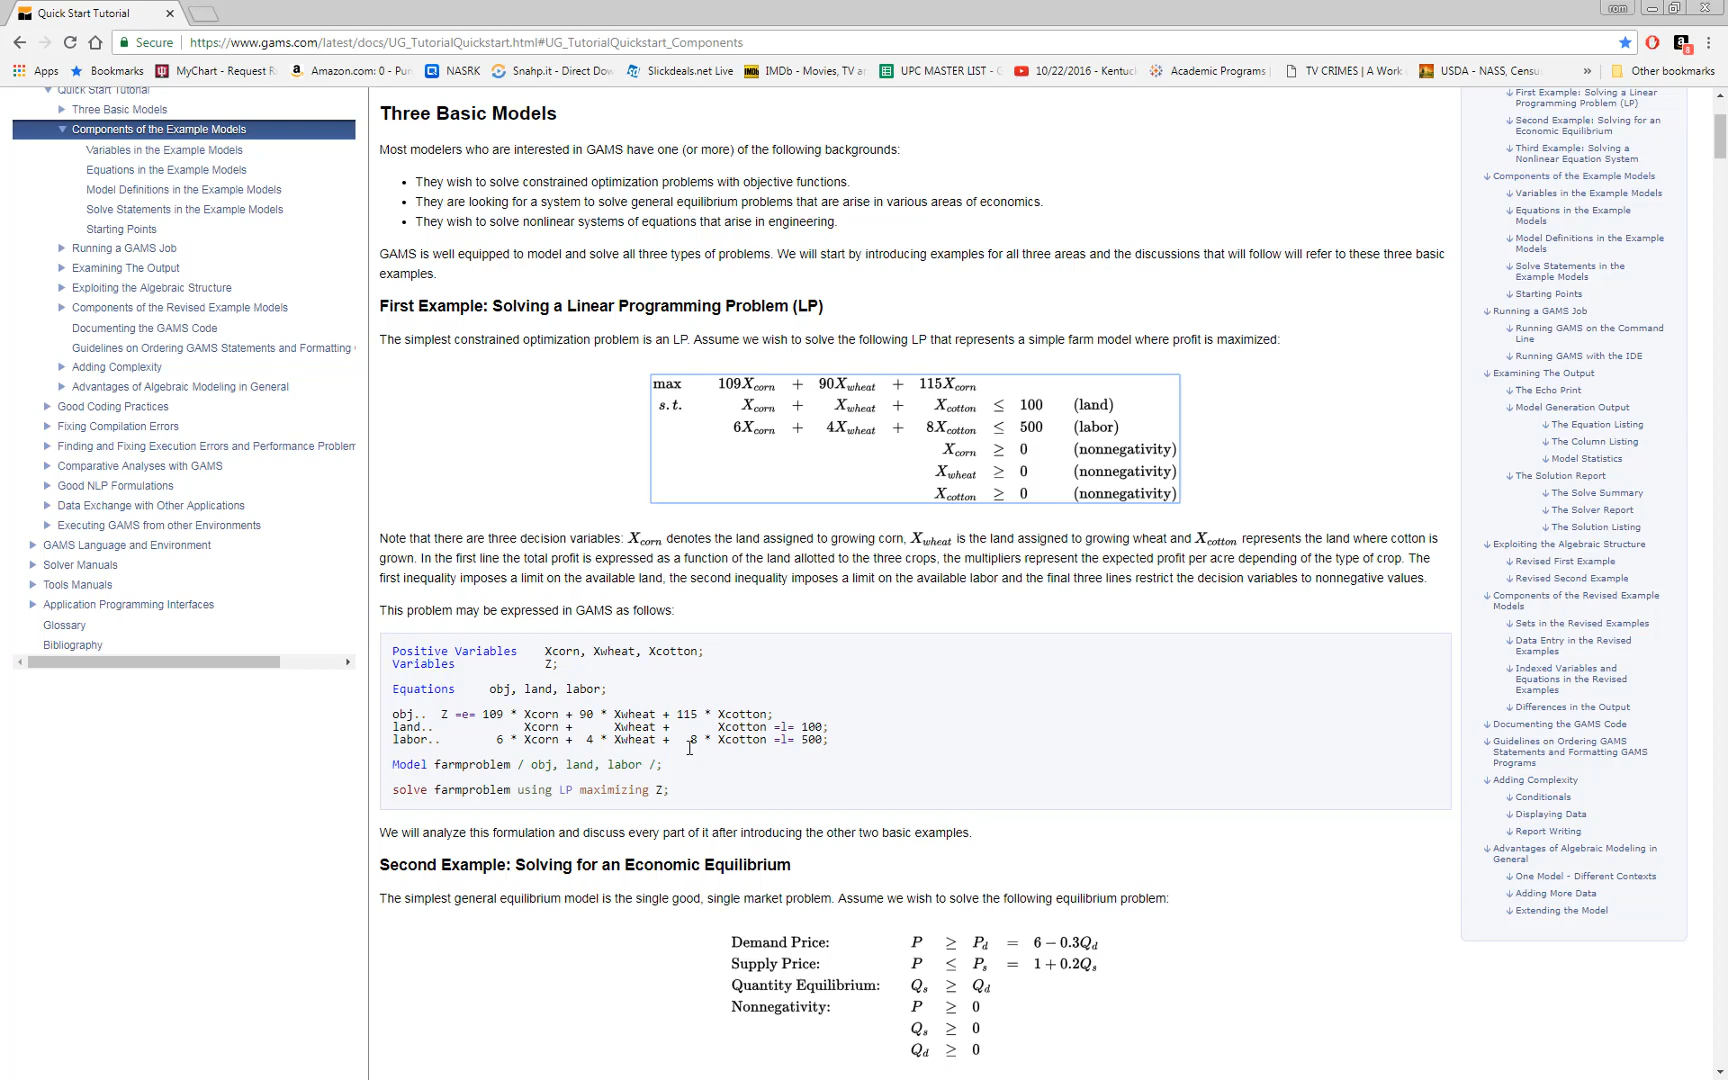 Quick Start Tutorial
rom
Secure https://www.gams.com/latest/docs/UG_TutorialQuickstart.html#UG_TutorialQuickstart_Components
Apps Bookmarks MyChart - Request R Amazon.com: 0 - Pun NASRK Snahp.it - Direct Dow Slickdeals.net Live IMDb - Movies, TV an UPC MASTER LIST - G 10/22/2016 - Kentuck Academic Programs | TV CRIMES | A Work USDA - NASS, Censu » Other bookmarks
Quick Start Tutorial
Three Basic Models
Components of the Example Models
Variables in the Example Models
Equations in the Example Models
Model Definitions in the Example Models
Solve Statements in the Example Models
Starting Points
Running a GAMS Job
Examining The Output
Exploiting the Algebraic Structure
Components of the Revised Example Models
Documenting the GAMS Code
Guidelines on Ordering GAMS Statements and Formatting
Adding Complexity
Advantages of Algebraic Modeling in General
Good Coding Practices
Fixing Compilation Errors
Finding and Fixing Execution Errors and Performance Problem
Comparative Analyses with GAMS
Good NLP Formulations
Data Exchange with Other Applications
Executing GAMS from other Environments
GAMS Language and Environment
Solver Manuals
Tools Manuals
Application Programming Interfaces
Glossary
Bibliography
Three Basic Models
Most modelers who are interested in GAMS have one (or more) of the following backgrounds:
• They wish to solve constrained optimization problems with objective functions.
• They are looking for a system to solve general equilibrium problems that are arise in various areas of economics.
• They wish to solve nonlinear systems of equations that arise in engineering.
GAMS is well equipped to model and solve all three types of problems. We will start by introducing examples for all three areas and the discussions that will follow will refer to these three basic
examples.
First Example: Solving a Linear Programming Problem (LP)
The simplest constrained optimization problem is an LP. Assume we wish to solve the following LP that represents a simple farm model where profit is maximized:
max 109Xcorn + 90Xwheat + 115Xcorn
s.t. Xcorn + Xwheat + Xcotton ≤ 100 (land)
6Xcorn + 4Xwheat + 8Xcotton ≤ 500 (labor)
Xcorn ≥ 0 (nonnegativity)
Xwheat ≥ 0 (nonnegativity)
Xcotton ≥ 0 (nonnegativity)
Note that there are three decision variables: Xcorn denotes the land assigned to growing corn, Xwheat is the land assigned to growing wheat and Xcotton represents the land where cotton is
grown. In the first line the total profit is expressed as a function of the land allotted to the three crops, the multipliers represent the expected profit per acre depending of the type of crop. The
first inequality imposes a limit on the available land, the second inequality imposes a limit on the available labor and the final three lines restrict the decision variables to nonnegative values.
This problem may be expressed in GAMS as follows:
Positive Variables Xcorn, Xwheat, Xcotton;
Variables Z;
Equations obj, land, labor;
obj.. Z =e= 109 * Xcorn + 90 * Xwheat + 115 * Xcotton;
land.. Xcorn + Xwheat + Xcotton =l= 100;
labor.. 6 * Xcorn + 4 * Xwheat + 8 * Xcotton =l= 500;
Model farmproblem / obj, land, labor /;
solve farmproblem using LP maximizing Z;
We will analyze this formulation and discuss every part of it after introducing the other two basic examples.
Second Example: Solving for an Economic Equilibrium
The simplest general equilibrium model is the single good, single market problem. Assume we wish to solve the following equilibrium problem:
Demand Price: P ≥ Pd = 6 − 0.3Qd
Supply Price: P ≤ Ps = 1 + 0.2Qs
Quantity Equilibrium: Qs ≥ Qd
Nonnegativity: P ≥ 0
Qs ≥ 0
Qd ≥ 0
↓First Example: Solving a Linear
Programming Problem (LP)
↓Second Example: Solving for an
Economic Equilibrium
↓Third Example: Solving a
Nonlinear Equation System
↓Components of the Example Models
↓Variables in the Example Models
↓Equations in the Example
Models
↓Model Definitions in the Example
Models
↓Solve Statements in the
Example Models
↓Starting Points
↓Running a GAMS Job
↓Running GAMS on the Command
Line
↓Running GAMS with the IDE
↓Examining The Output
↓The Echo Print
↓Model Generation Output
↓The Equation Listing
↓The Column Listing
↓Model Statistics
↓The Solution Report
↓The Solve Summary
↓The Solver Report
↓The Solution Listing
↓Exploiting the Algebraic Structure
↓Revised First Example
↓Revised Second Example
↓Components of the Revised Example
Models
↓Sets in the Revised Examples
↓Data Entry in the Revised
Examples
↓Indexed Variables and
Equations in the Revised
Examples
↓Differences in the Output
↓Documenting the GAMS Code
↓Guidelines on Ordering GAMS
Statements and Formatting GAMS
Programs
↓Adding Complexity
↓Conditionals
↓Displaying Data
↓Report Writing
↓Advantages of Algebraic Modeling in
General
↓One Model - Different Contexts
↓Adding More Data
↓Extending the Model